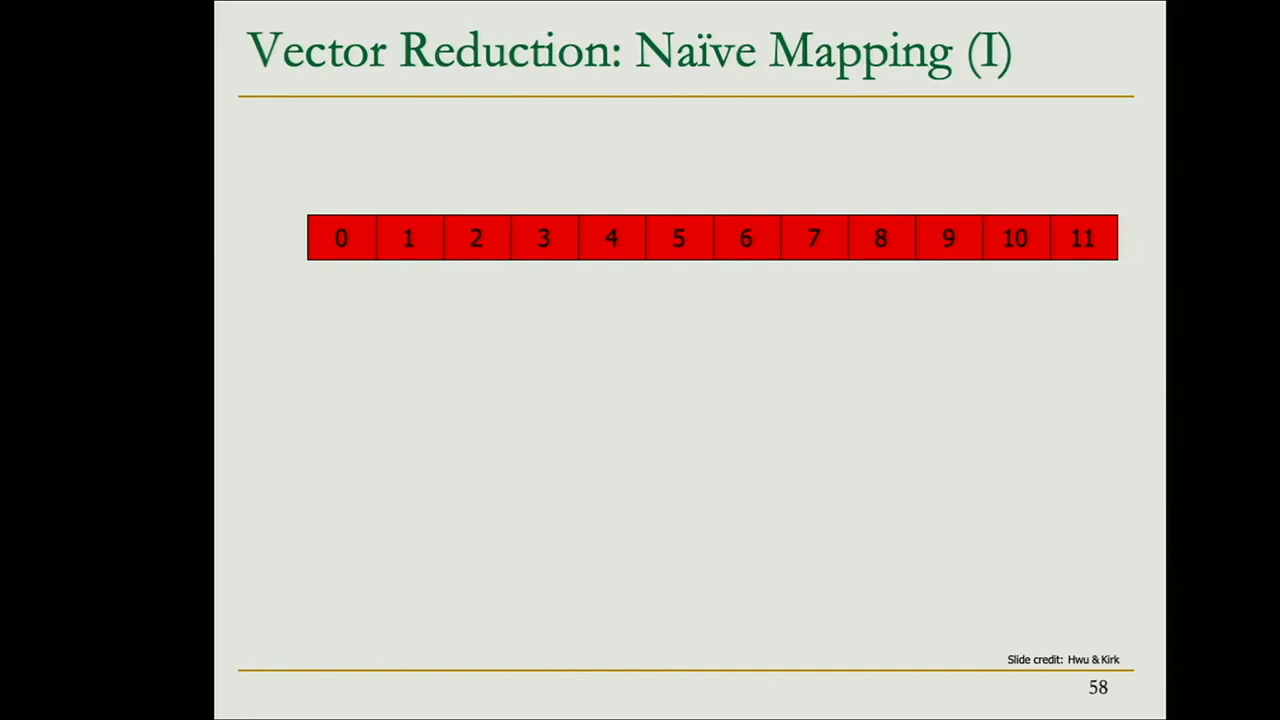 Vector Reduction: Naïve Mapping (I)
0 1 2 3 4 5 6 7 8 9 10 11
Slide credit: Hwu & Kirk
58